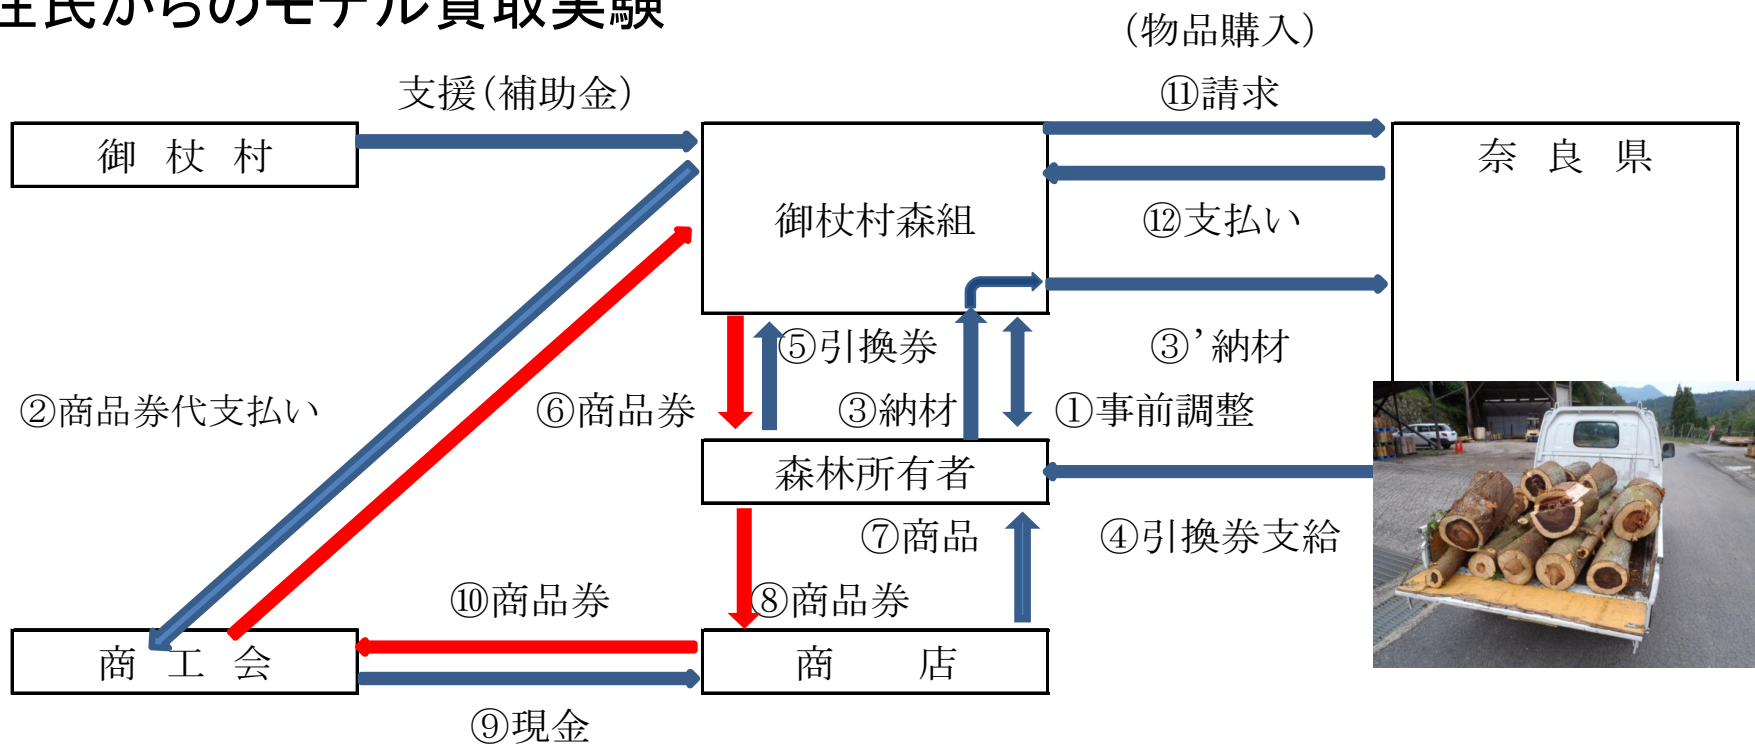 住民からのモデル買取実験
(物品購入)
支援(補助金)
⑪請求
御 杖 村
奈 良 県
御杖村森組
⑫支払い
⑤引換券
③’納材
②商品券代支払い
⑥商品券
③納材
①事前調整
森林所有者
⑦商品
④引換券支給
⑩商品券
⑧商品券
商 工 会
商 店
⑨現金